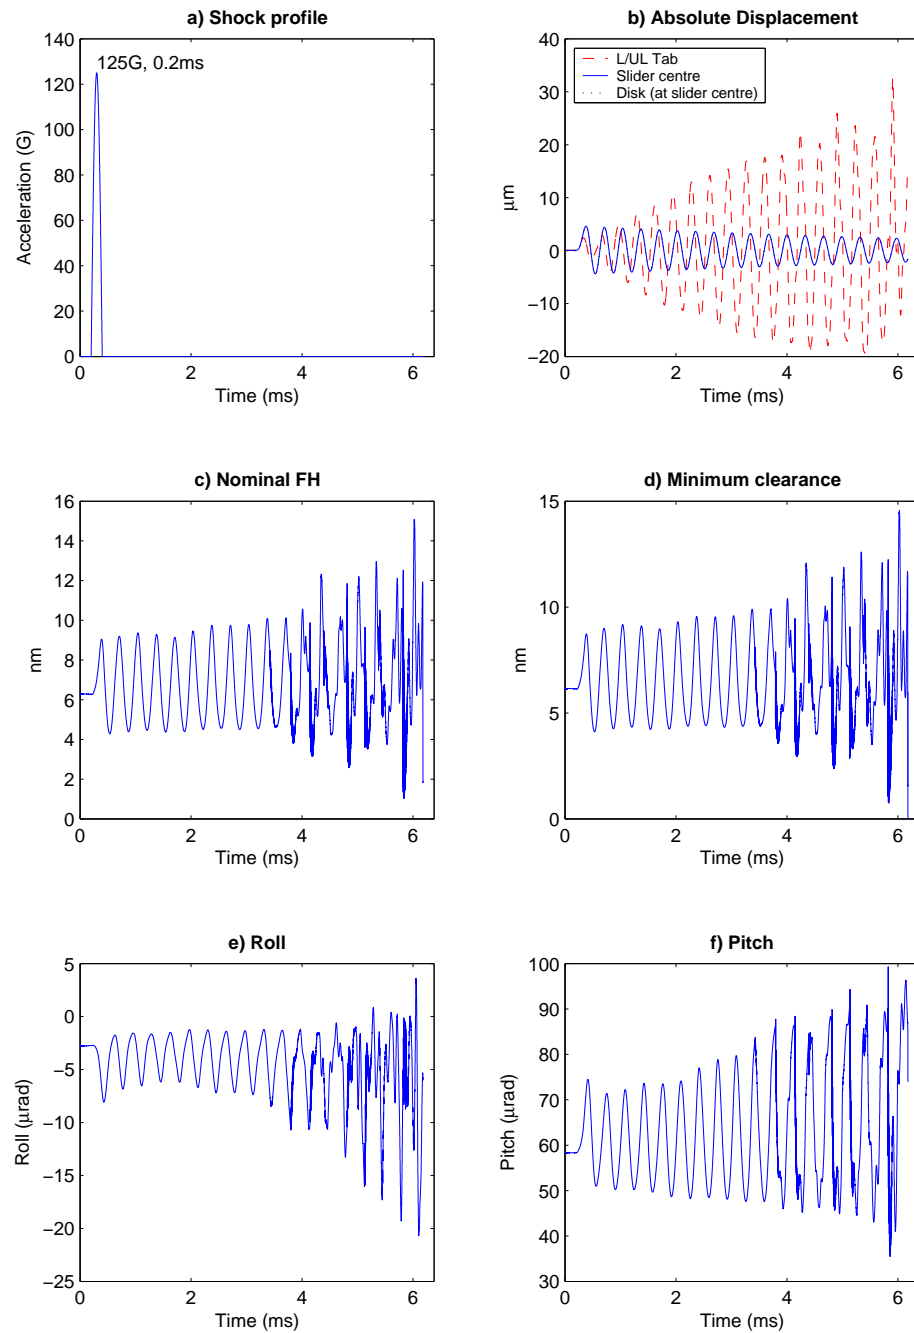 a) Shock profile
140
120
100
80
60
40
20
0
0 2 4 6
Acceleration (G)
Time (ms)
125G, 0.2ms
b) Absolute Displacement
40
30
20
10
0
−10
−20
0 2 4 6
μm
Time (ms)
L/UL Tab
Slider centre
Disk (at slider centre)
c) Nominal FH
16
14
12
10
8
6
4
2
0
0 2 4 6
nm
Time (ms)
d) Minimum clearance
15
10
5
0
0 2 4 6
nm
Time (ms)
e) Roll
5
0
−5
−10
−15
−20
−25
0 2 4 6
Roll (μrad)
Time (ms)
f) Pitch
100
90
80
70
60
50
40
30
0 2 4 6
Pitch (μrad)
Time (ms)